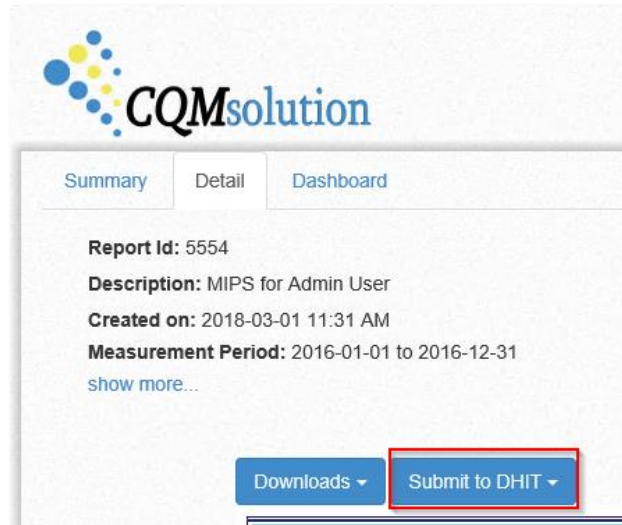 CQMsolution
Summary Detail Dashboard
Report Id: 5554
Description: MIPS for Admin User
Created on: 2018-03-01 11:31 AM
Measurement Period: 2016-01-01 to 2016-12-31
show more...
Downloads Submit to DHIT